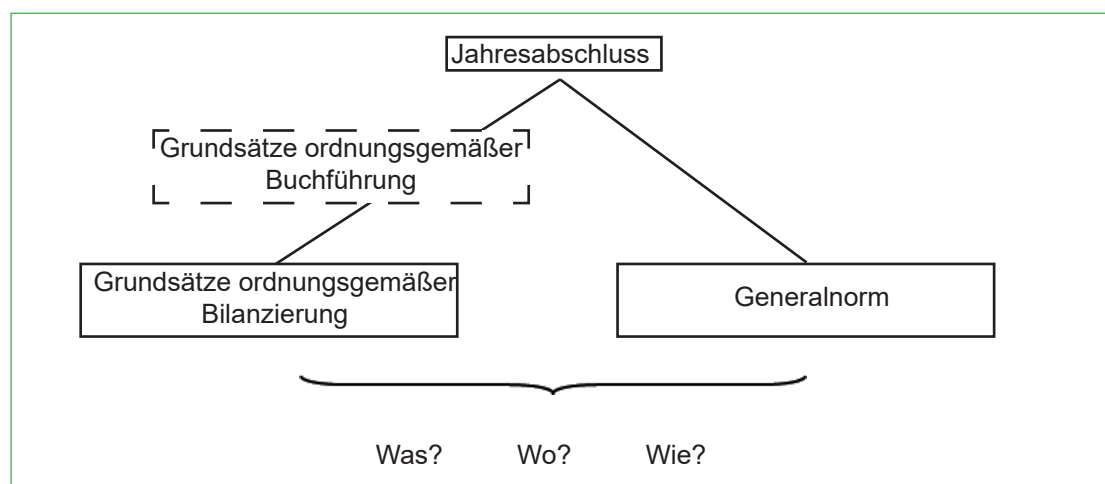 Jahresabschluss
Grundsätze ordnungsgemäßer
Buchführung
Grundsätze ordnungsgemäßer
Bilanzierung
Generalnorm
Was? Wo? Wie?